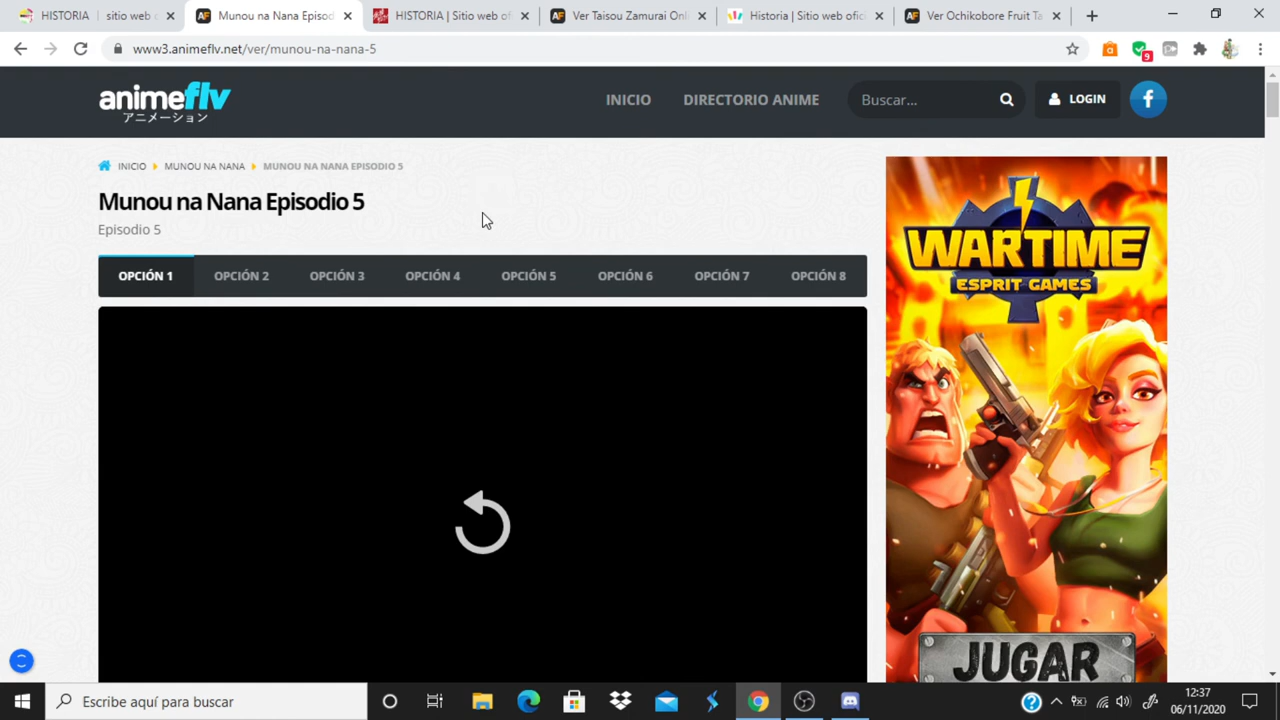 HISTORIA | sitio web o
Munou na Nana Episod
HISTORIA | Sitio web of
Ver Taisou Zamurai Onl
Historia | Sitio web ofic
Ver Ochikobore Fruit Ta
www3.animeflv.net/ver/munou-na-nana-5
9
animeflv
アニメーション
INICIO
DIRECTORIO ANIME
Buscar...
LOGIN
INICIO
MUNOU NA NANA
MUNOU NA NANA EPISODIO 5
Munou na Nana Episodio 5
Episodio 5
OPCIÓN 1
OPCIÓN 2
OPCIÓN 3
OPCIÓN 4
OPCIÓN 5
OPCIÓN 6
OPCIÓN 7
OPCIÓN 8
WARTIME
ESPRIT GAMES
JUGAR
Escribe aquí para buscar
12:37
06/11/2020